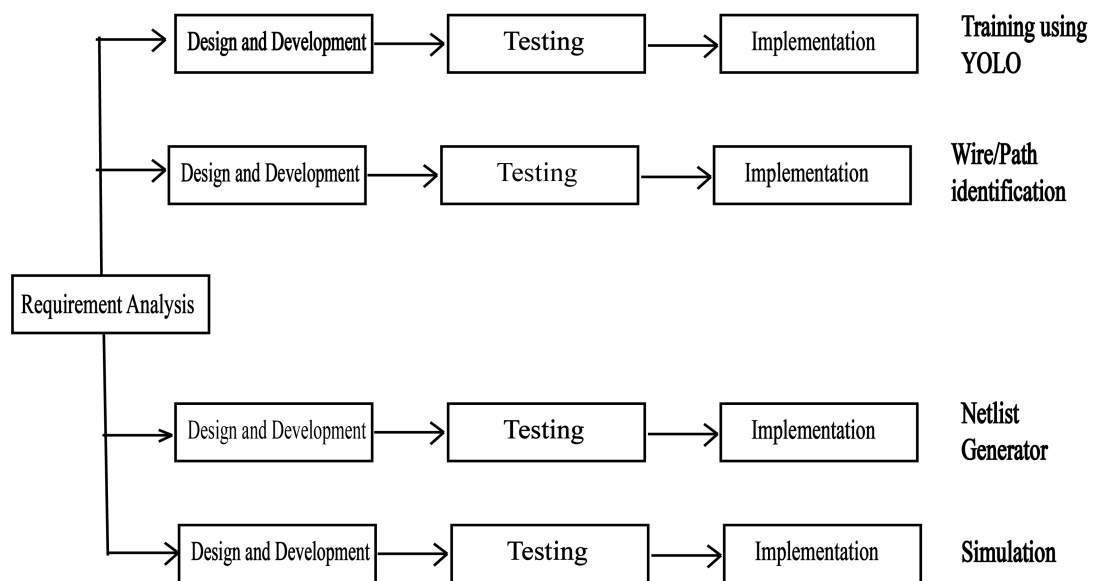 Design and Development
Testing
Implementation
Training using
YOLO
Design and Development
Testing
Implementation
Wire/Path
identification
Requirement Analysis
Design and Development
Testing
Implementation
Netlist
Generator
Design and Development
Testing
Implementation
Simulation